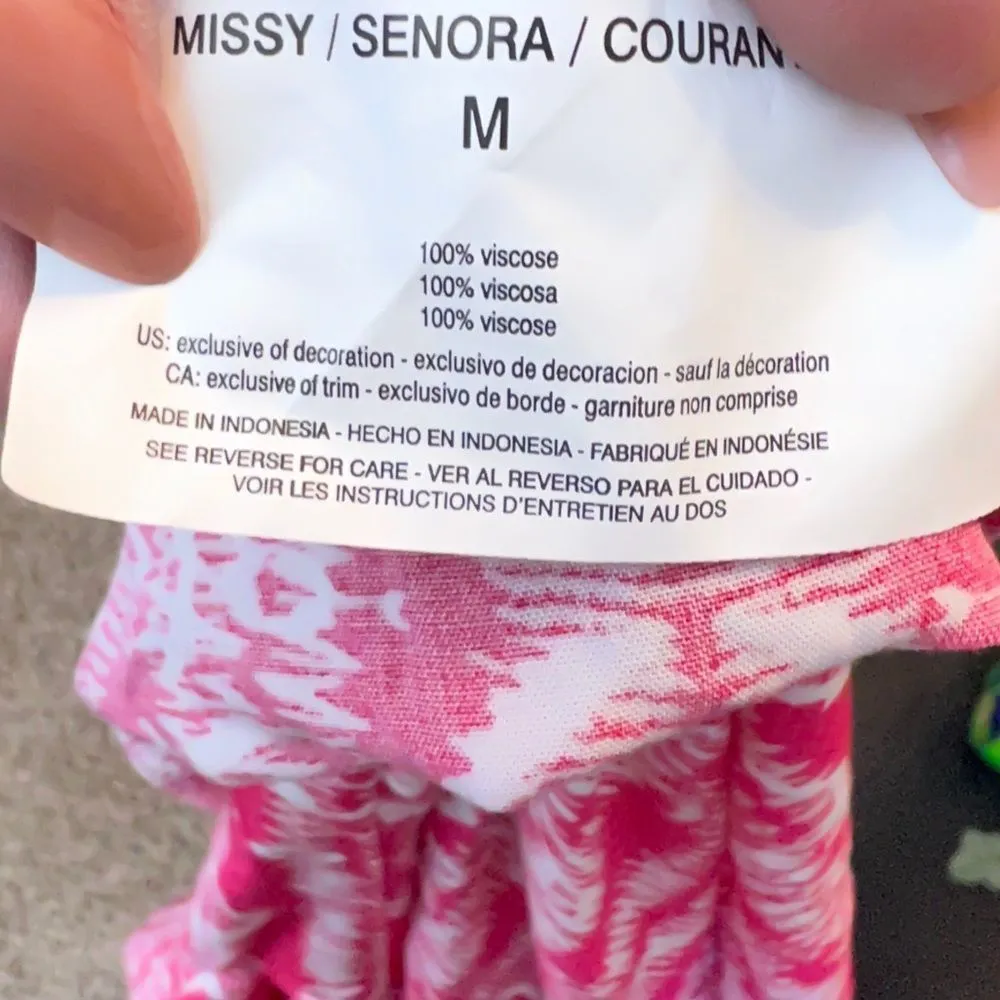 MISSY / SENORA / COURAN
M
100% viscose
100% viscosa
100% viscose
US: exclusive of decoration - exclusivo de decoracion - sauf la décoration
CA: exclusive of trim - exclusivo de borde - garniture non comprise
MADE IN INDONESIA - HECHO EN INDONESIA - FABRIQUÉ EN INDONÉSIE
SEE REVERSE FOR CARE - VER AL REVERSO PARA EL CUIDADO -
VOIR LES INSTRUCTIONS D'ENTRETIEN AU DOS